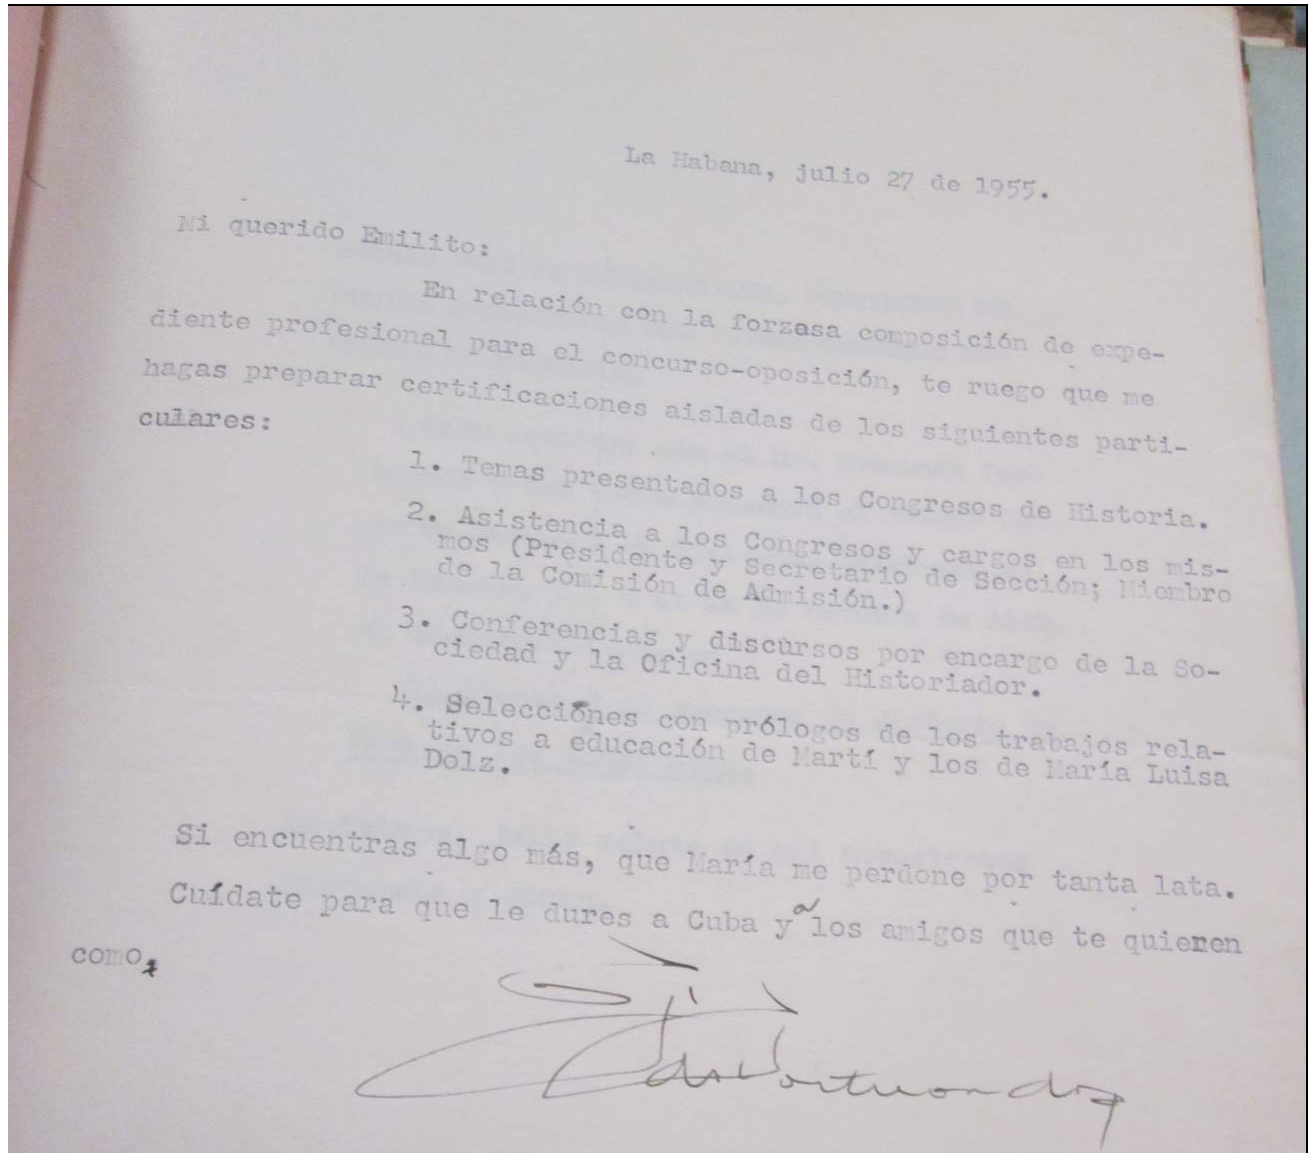 La Habana, julio 27 de 1955.
Mi querido Emilito:
En relación con la forzasa composición de expe-
diente profesional para el concurso-oposición, te ruego que me
hagas preparar certificaciones aisladas de los siguientes parti-
culares:
1. Temas presentados a los Congresos de Historia.
2. Asistencia a los Congresos y cargos en los mis-
mos (Presidente y Secretario de Sección; Miembro
de la Comisión de Admisión.)
3. Conferencias y discursos por encargo de la So-
ciedad y la Oficina del Historiador.
4. Selecciones con prólogos de los trabajos rela-
tivos a educación de Martí y los de María Luisa
Dolz.
Si encuentras algo más, que María me perdone por tanta lata.
Cuídate para que le dures a Cuba y a los amigos que te quieren
como,
Portuondo